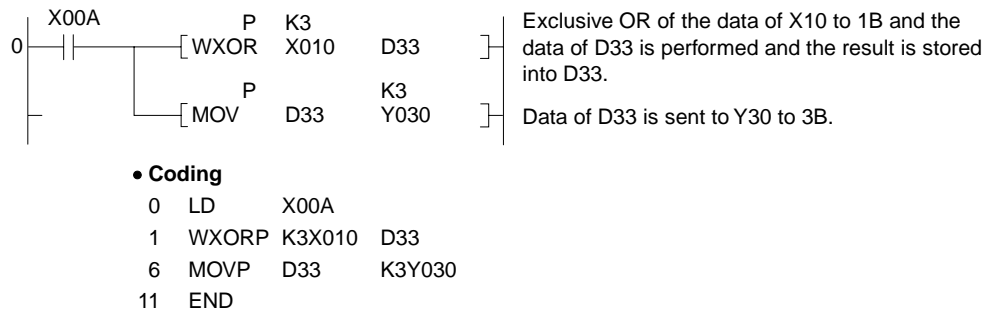 X00A
P K3
0 WXOR X010 D33
Exclusive OR of the data of X10 to 1B and the
data of D33 is performed and the result is stored
into D33.
P K3
MOV D33 Y030
Data of D33 is sent to Y30 to 3B.
• Coding
0 LD X00A
1 WXORP K3X010 D33
6 MOVP D33 K3Y030
11 END